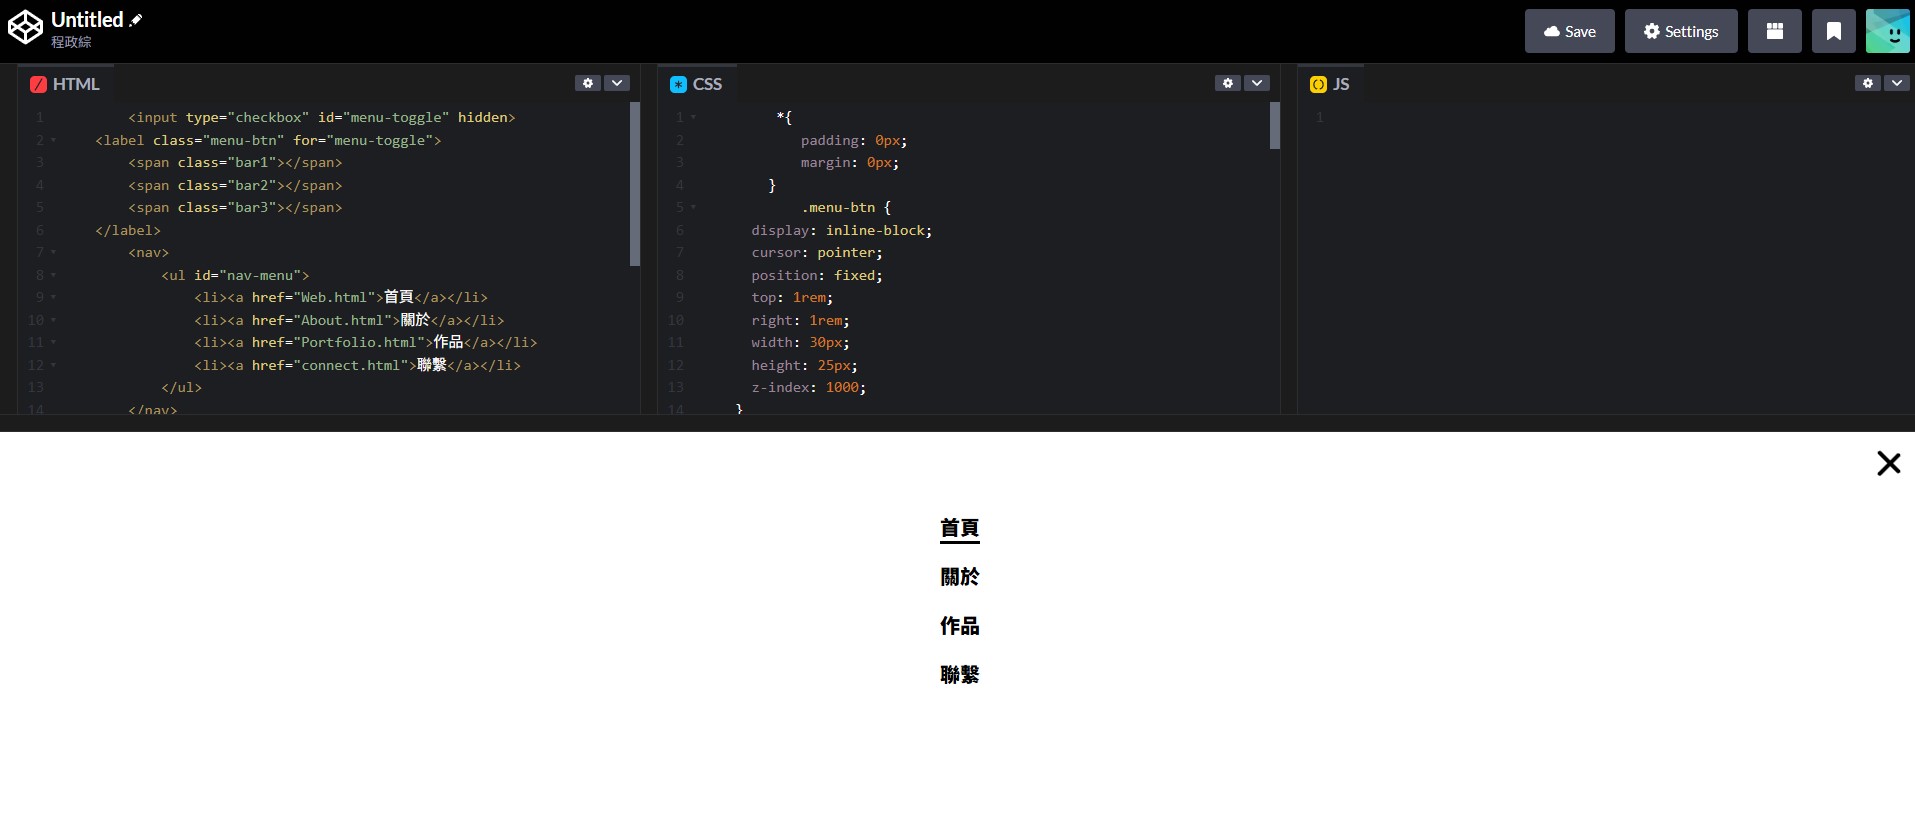 Untitled
程政綜
Save
Settings
HTML
1 <input type="checkbox" id="menu-toggle" hidden>
2 <label class="menu-btn" for="menu-toggle">
3 <span class="bar1"></span>
4 <span class="bar2"></span>
5 <span class="bar3"></span>
6 </label>
7 <nav>
8 <ul id="nav-menu">
9 <li><a href="Web.html">首頁</a></li>
10 <li><a href="About.html">關於</a></li>
11 <li><a href="Portfolio.html">作品</a></li>
12 <li><a href="connect.html">聯繫</a></li>
13 </ul>
14 </nav>
CSS
1 *{
2 padding: 0px;
3 margin: 0px;
4 }
5 .menu-btn {
6 display: inline-block;
7 cursor: pointer;
8 position: fixed;
9 top: 1rem;
10 right: 1rem;
11 width: 30px;
12 height: 25px;
13 z-index: 1000;
14 }
JS
1
首頁
關於
作品
聯繫